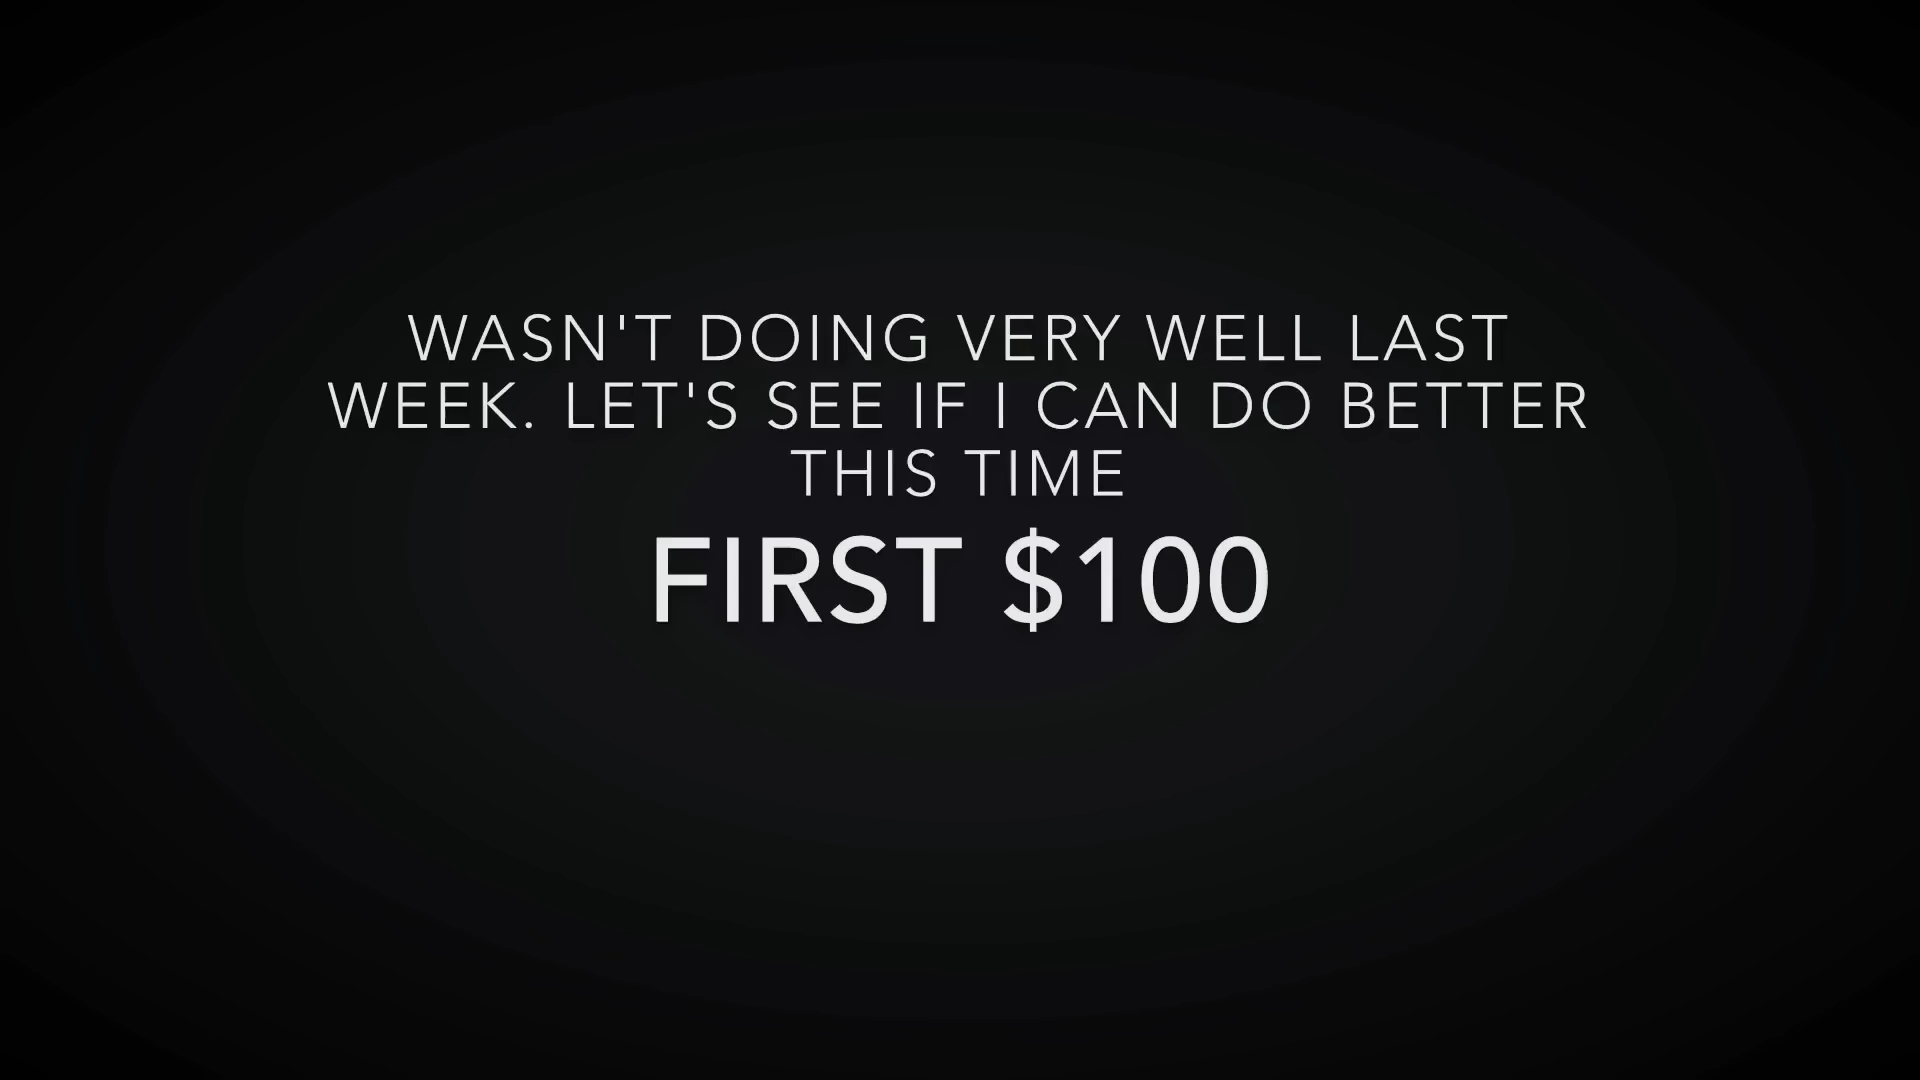 WASN'T DOING VERY WELL LAST
WEEK. LET'S SEE IF I CAN DO BETTER
THIS TIME
FIRST $100